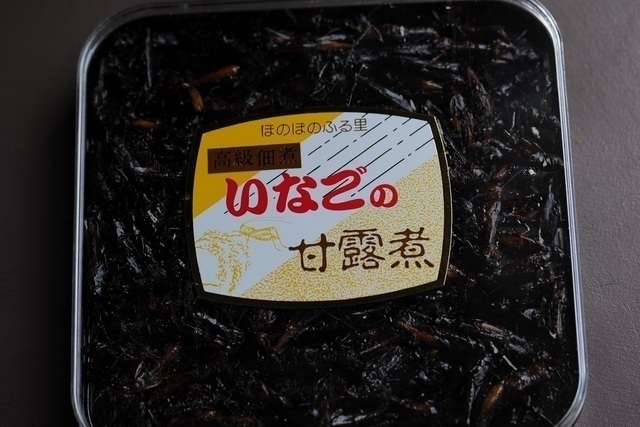 ほのぼのふる里
高級佃煮
いなごの
甘露煮